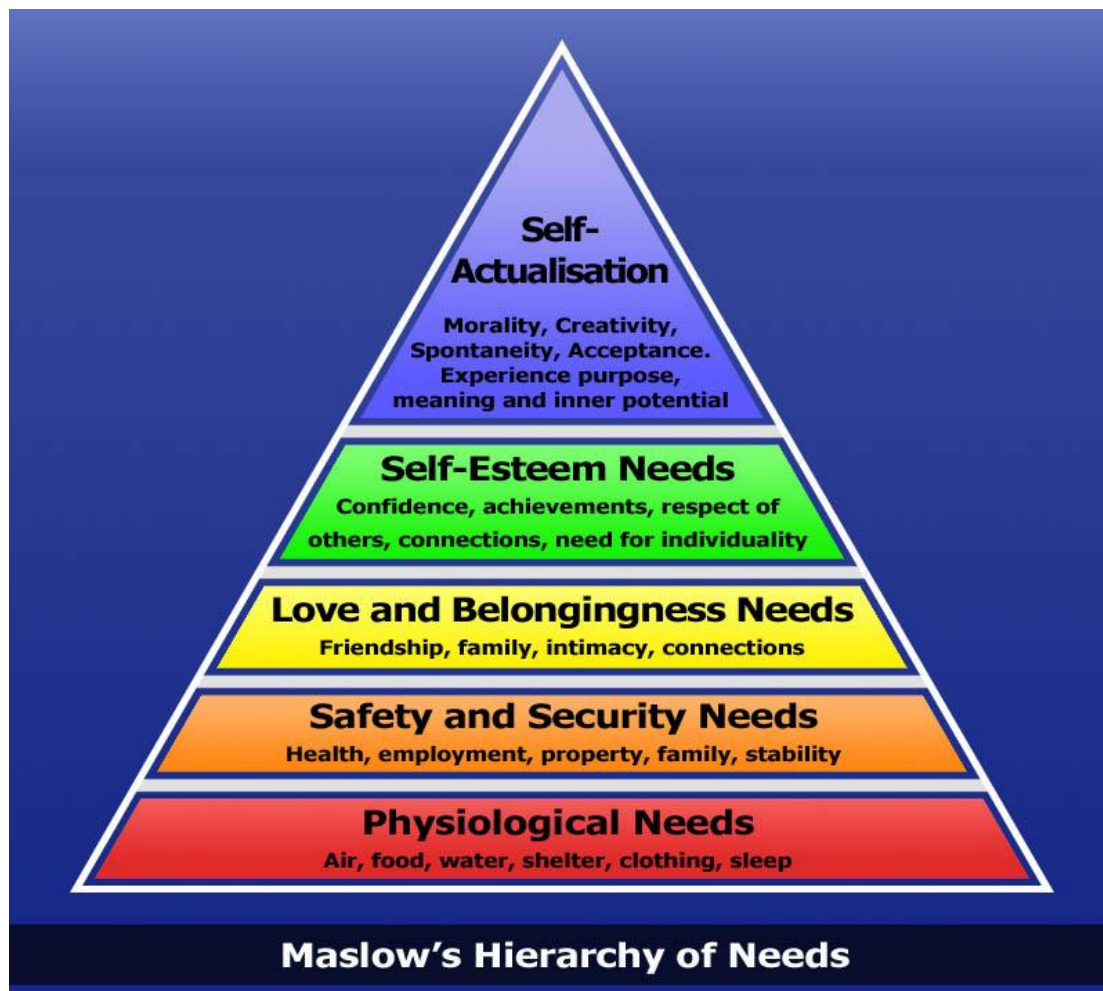 Self-
Actualisation
Morality, Creativity,
Spontaneity, Acceptance.
Experience purpose,
meaning and inner potential
Self-Esteem Needs
Confidence, achievements, respect of
others, connections, need for individuality
Love and Belongingness Needs
Friendship, family, intimacy, connections
Safety and Security Needs
Health, employment, property, family, stability
Physiological Needs
Air, food, water, shelter, clothing, sleep
Maslow’s Hierarchy of Needs